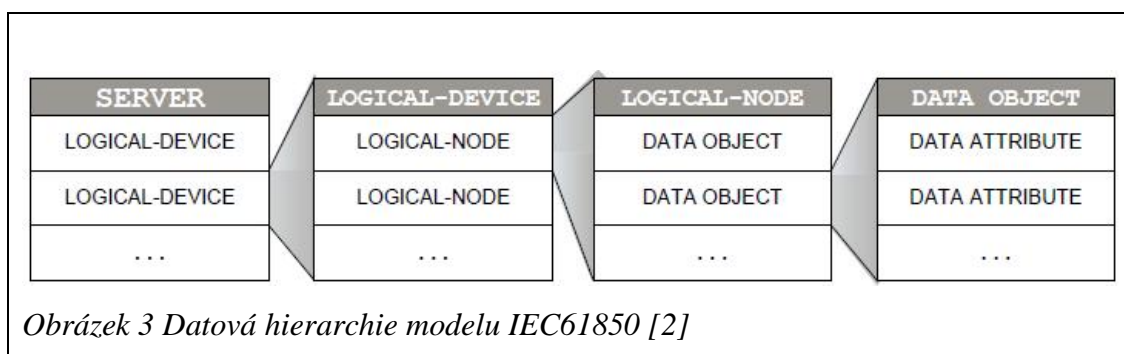 SERVER LOGICAL-DEVICE LOGICAL-NODE DATA OBJECT
LOGICAL-DEVICE LOGICAL-NODE DATA OBJECT DATA ATTRIBUTE
LOGICAL-DEVICE LOGICAL-NODE DATA OBJECT DATA ATTRIBUTE
... ... ... ...
Obrázek 3 Datová hierarchie modelu IEC61850 [2]